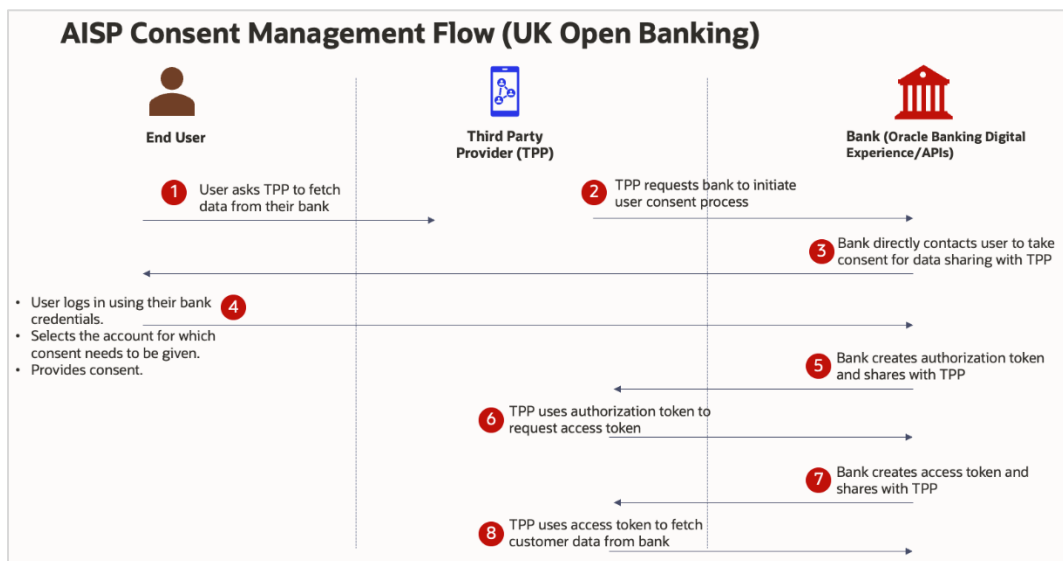 AISP Consent Management Flow (UK Open Banking)
End User
Third Party
Provider (TPP)
Bank (Oracle Banking Digital
Experience/APIs)
1
User asks TPP to fetch
data from their bank
2
TPP requests bank to initiate
user consent process
3
Bank directly contacts user to take
consent for data sharing with TPP
• User logs in using their bank
credentials.
• Selects the account for which
consent needs to be given.
• Provides consent.
4
5
Bank creates authorization token
and shares with TPP
6
TPP uses authorization token to
request access token
7
Bank creates access token and
shares with TPP
8
TPP uses access token to fetch
customer data from bank